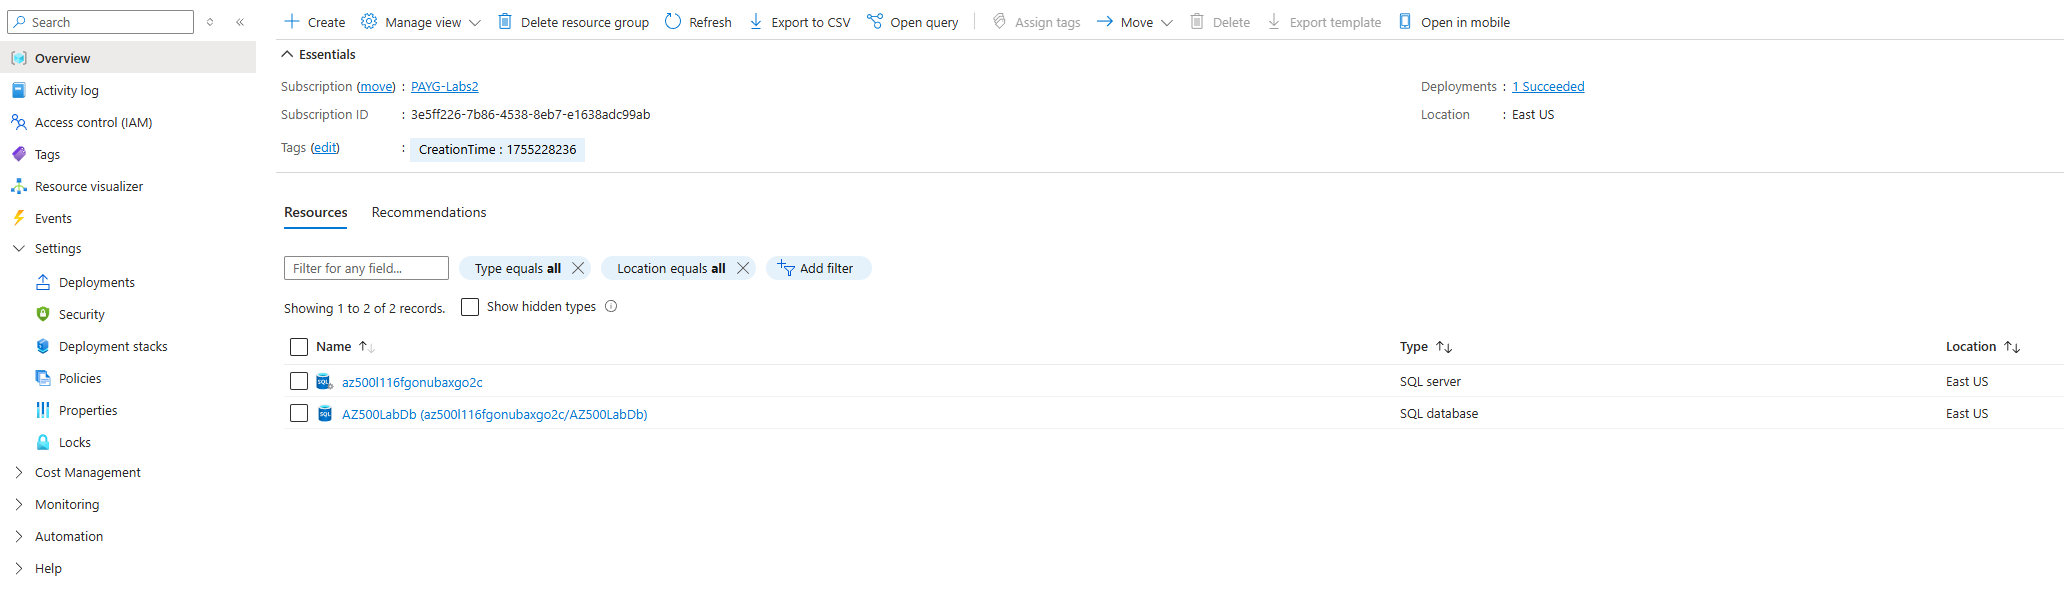 Search
Create
Manage view
Delete resource group
Refresh
Export to CSV
Open query
Assign tags
Move
Delete
Export template
Open in mobile
Overview
Activity log
Access control (IAM)
Tags
Resource visualizer
Events
Settings
Deployments
Security
Deployment stacks
Policies
Properties
Locks
Cost Management
Monitoring
Automation
Help
Essentials
Subscription (move) : PAYG-Labs2
Subscription ID : 3e5ff226-7b86-4538-8eb7-e1638adc99ab
Tags (edit) : CreationTime : 1755228236
Deployments : 1 Succeeded
Location : East US
Resources Recommendations
Filter for any field... Type equals all Location equals all Add filter
Showing 1 to 2 of 2 records. Show hidden types
Name Type Location
az500l116fgonubaxgo2c SQL server East US
AZ500LabDb (az500l116fgonubaxgo2c/AZ500LabDb) SQL database East US